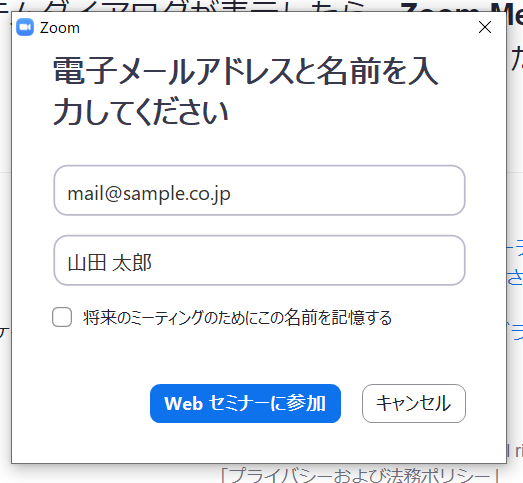 Zoom Me
Zoom
電子メールアドレスと名前を入
力してください
mail@sample.co.jp
山田 太郎
将来のミーティングのためにこの名前を記憶する
Web セミナーに参加
キャンセル
「プライバシーおよび法務ポリシー」